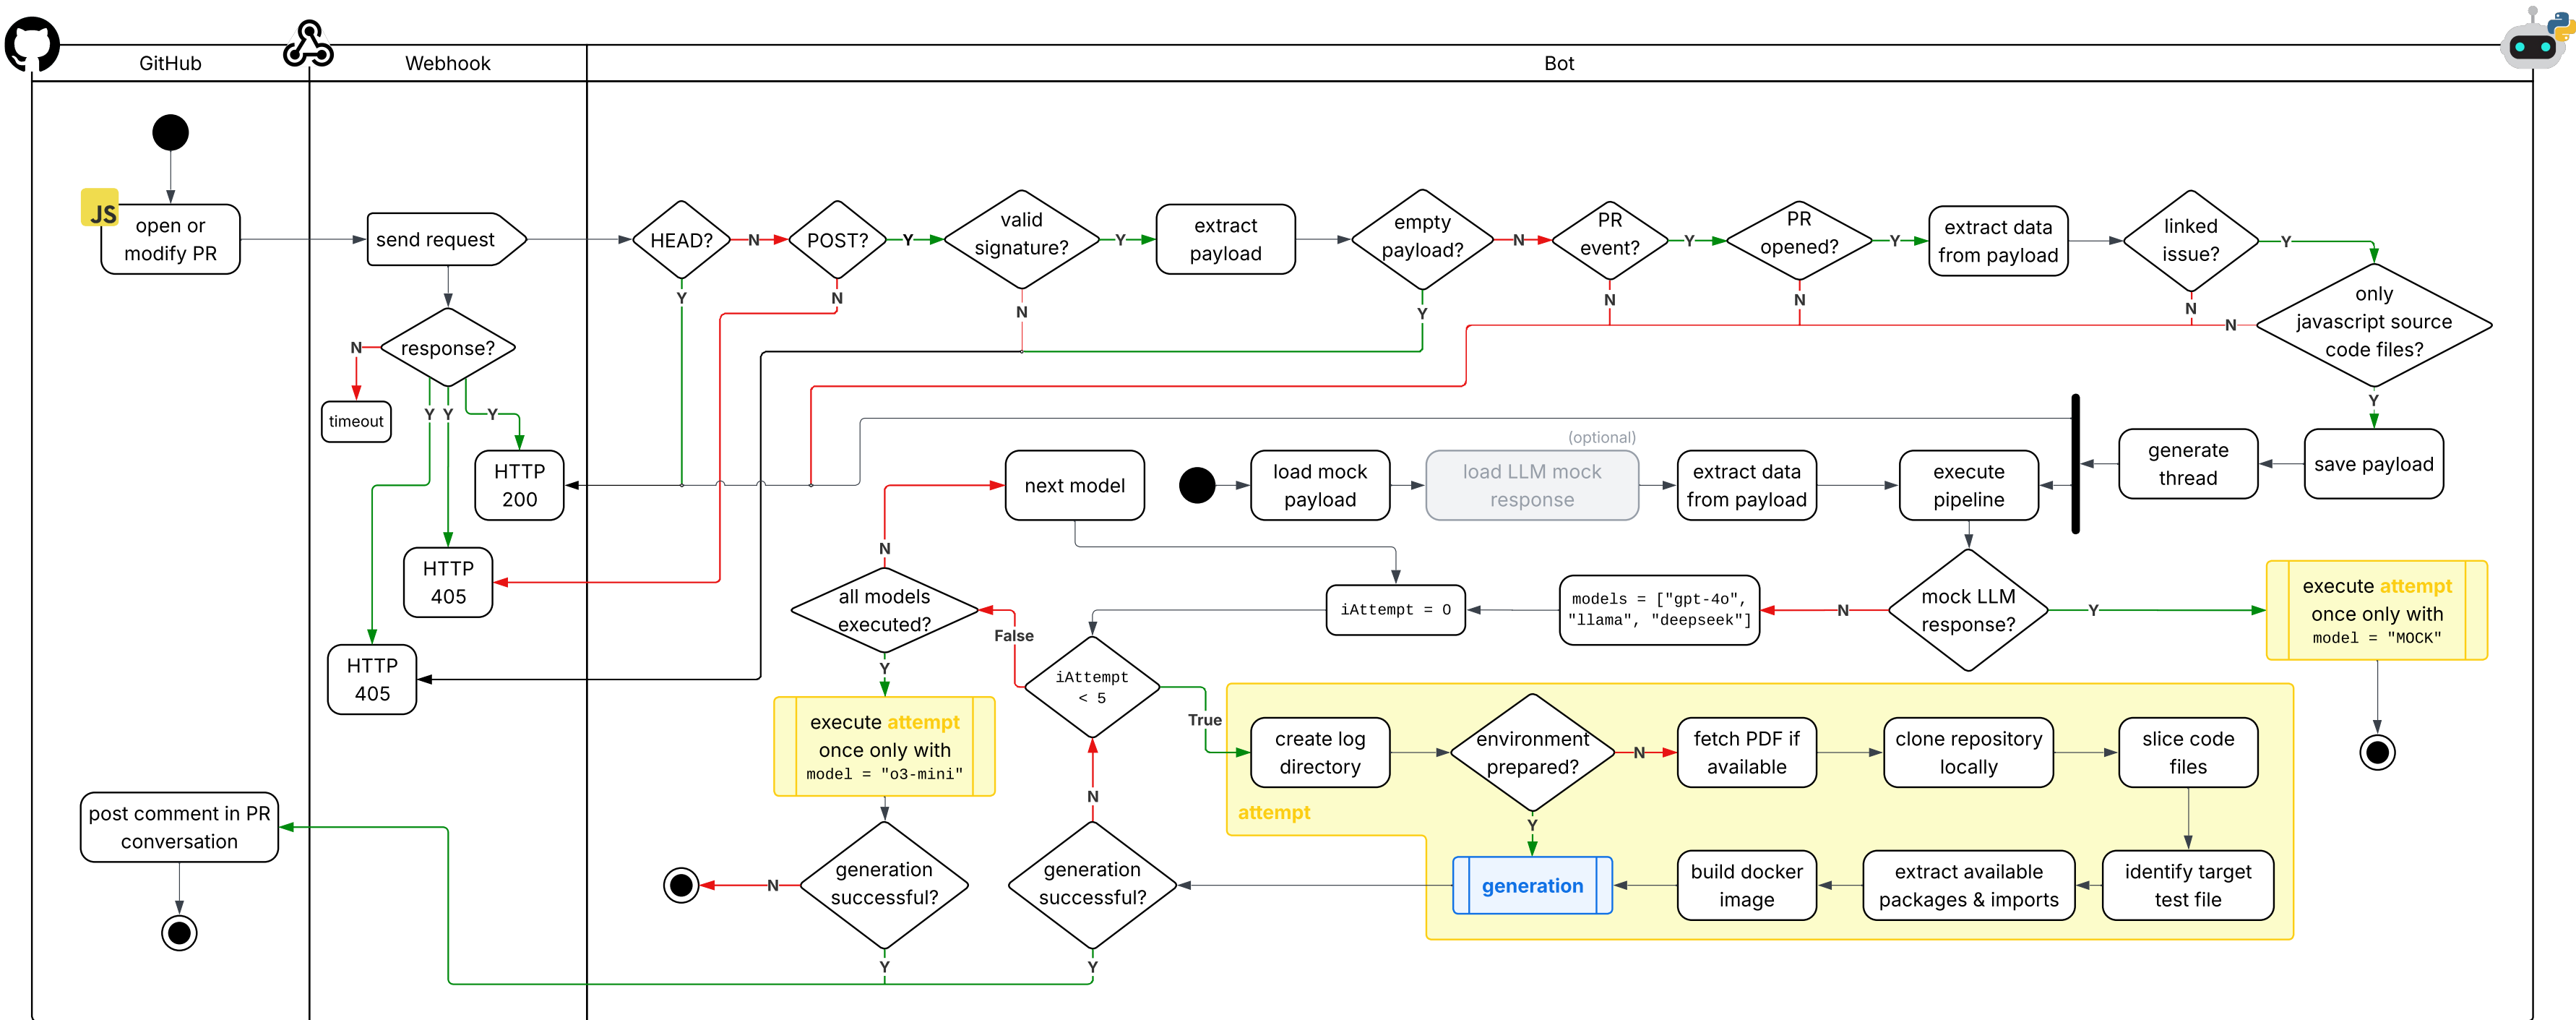 GitHub
Webhook
Bot
JS
open or
modify PR
send request
HEAD?
N
POST?
Y
valid
signature?
Y
extract
payload
empty
payload?
N
PR
event?
Y
PR
opened?
Y
extract data
from payload
linked
issue?
Y
Y
N
N
Y
N
N
N
N
only
javascript source
code files?
response?
N
timeout
Y
Y
Y
Y
HTTP
200
HTTP
405
HTTP
405
next model
load mock
payload
(optional)
load LLM mock
response
extract data
from payload
execute
pipeline
generate
thread
save payload
N
all models
executed?
False
iAttempt = 0
models = ["gpt-4o",
"llama", "deepseek"]
N
mock LLM
response?
Y
execute attempt
once only with
model = "MOCK"
Y
iAttempt
< 5
True
execute attempt
once only with
model = "o3-mini"
create log
directory
environment
prepared?
N
fetch PDF if
available
clone repository
locally
slice code
files
attempt
N
Y
post comment in PR
conversation
N
generation
successful?
generation
successful?
generation
build docker
image
extract available
packages & imports
identify target
test file
Y
Y